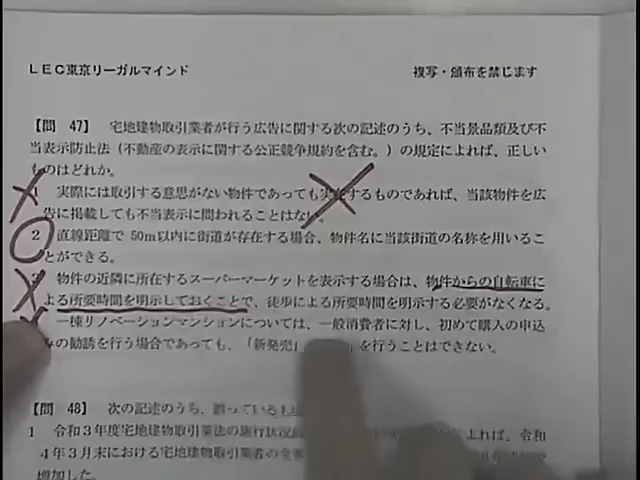 LEC東京リーガルマインド
複写・頒布を禁じます
【問 47】 宅地建物取引業者が行う広告に関する次の記述のうち、不当景品類及び不
当表示防止法(不動産の表示に関する公正競争規約を含む。)の規定によれば、正しい
ものはどれか。
1 実際には取引する意思がない物件であっても実在するものであれば、当該物件を広
告に掲載しても不当表示に問われることはない。
2 直線距離で50m以内に街道が存在する場合、物件名に当該街道の名称を用いるこ
とができる。
3 物件の近隣に所在するスーパーマーケットを表示する場合は、物件からの自転車に
よる所要時間を明示しておくことで、徒歩による所要時間を明示する必要がなくなる。
一棟リノベーションマンションについては、一般消費者に対し、初めて購入の申込
みの勧誘を行う場合であっても、「新発売」 を行うことはできない。
【問 48】 次の記述のうち、誤っているも
1 令和3年度宅地建物取引業法の施行状況 よれば、令和
4年3月末における宅地建物取引業者の全事
増加した。